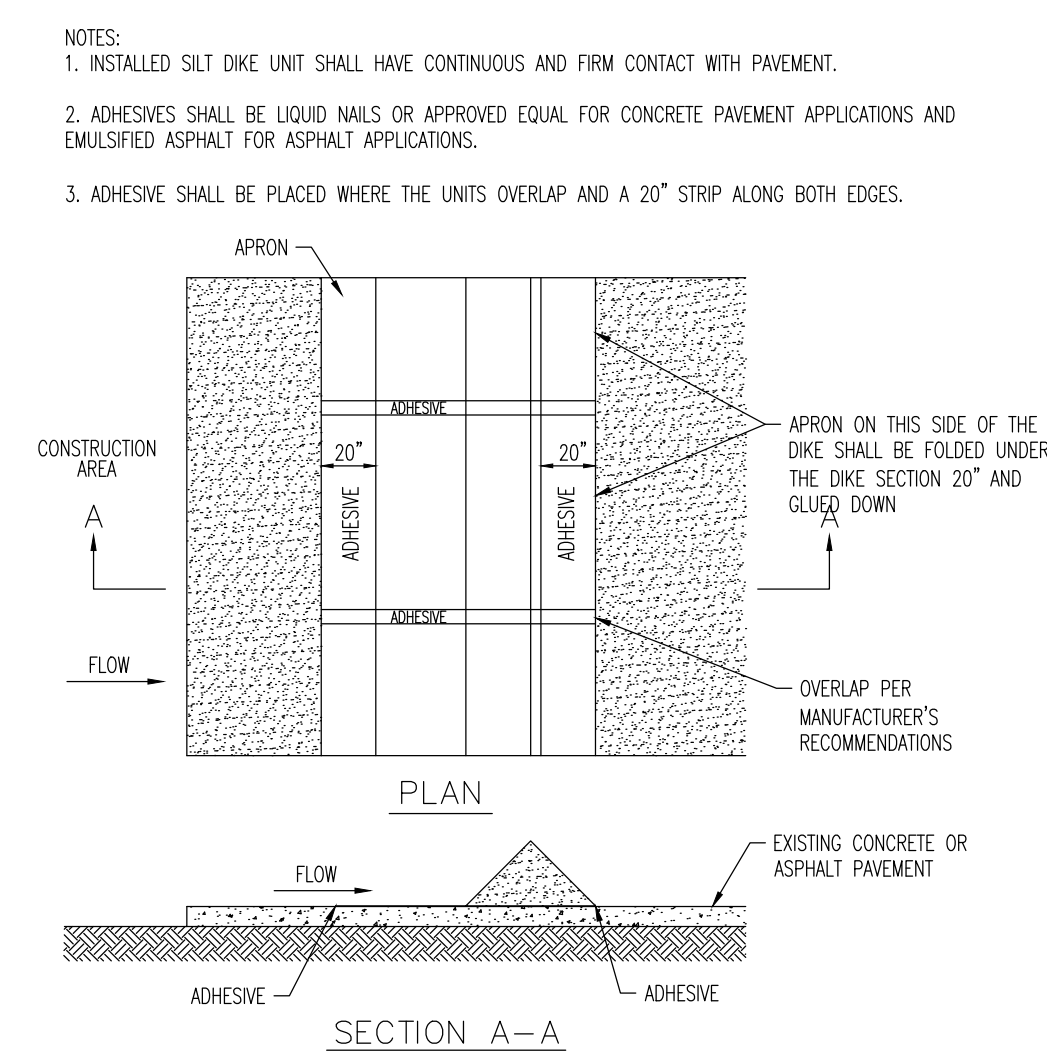 NOTES:
1. INSTALLED SILT DIKE UNIT SHALL HAVE CONTINUOUS AND FIRM CONTACT WITH PAVEMENT.
2. ADHESIVES SHALL BE LIQUID NAILS OR APPROVED EQUAL FOR CONCRETE PAVEMENT APPLICATIONS AND
EMULSIFIED ASPHALT FOR ASPHALT APPLICATIONS.
3. ADHESIVE SHALL BE PLACED WHERE THE UNITS OVERLAP AND A 20" STRIP ALONG BOTH EDGES.
APRON
ADHESIVE
CONSTRUCTION
AREA
20"
ADHESIVE
20"
ADHESIVE
APRON ON THIS SIDE OF THE
DIKE SHALL BE FOLDED UNDER
THE DIKE SECTION 20" AND
GLUED DOWN
A
A
ADHESIVE
FLOW
OVERLAP PER
MANUFACTURER'S
RECOMMENDATIONS
PLAN
EXISTING CONCRETE OR
ASPHALT PAVEMENT
FLOW
ADHESIVE
ADHESIVE
SECTION A-A